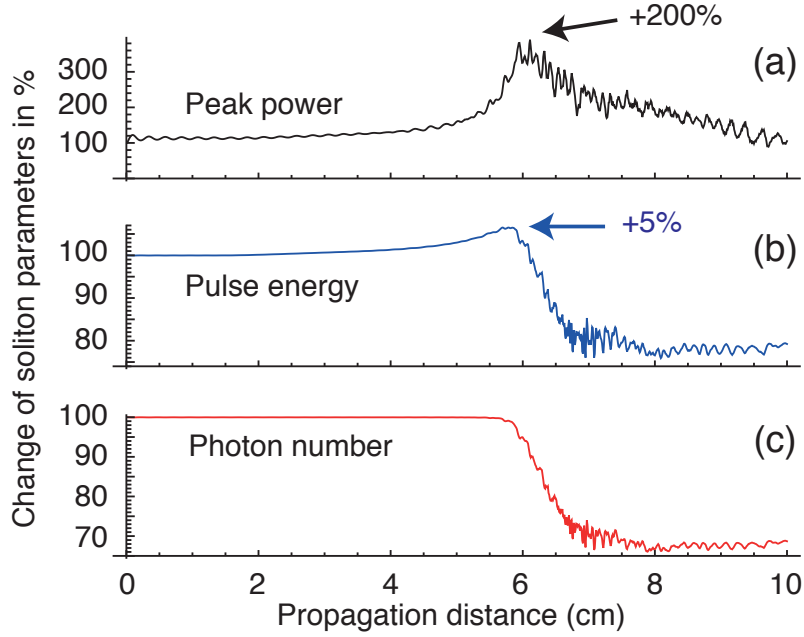 Change of soliton parameters in %
+200%
(a)
300
200
100
Peak power
+5%
(b)
100
90
80
Pulse energy
(c)
100
90
80
70
Photon number
0 2 4 6 8 10
Propagation distance (cm)